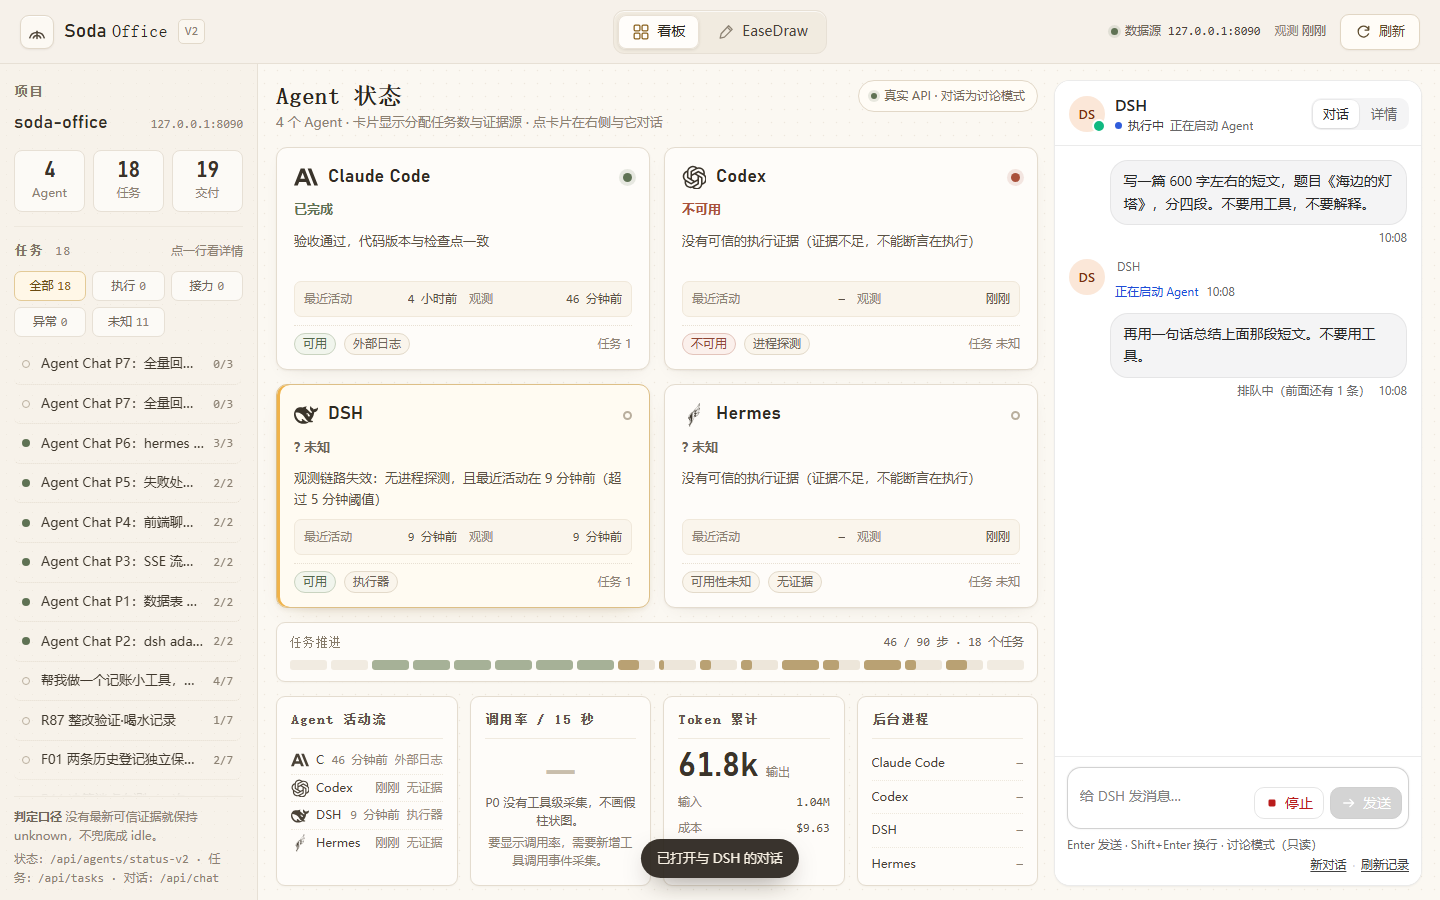 Soda Office V2
看板
EaseDraw
数据源 127.0.0.1:8090 观测 刚刚
刷新
项目
soda-office 127.0.0.1:8090
4 18 19
Agent 任务 交付
任务 18 点一行看详情
全部 18 执行 0 接力 0
异常 0 未知 11
Agent Chat P7：全量回... 0/3
Agent Chat P7：全量回... 0/3
Agent Chat P6：hermes ... 3/3
Agent Chat P5：失败处... 2/2
Agent Chat P4：前端聊... 2/2
Agent Chat P3：SSE 流... 2/2
Agent Chat P1：数据表 ... 2/2
Agent Chat P2：dsh ada... 2/2
帮我做一个记账小工具，... 4/7
R87 整改验证·喝水记录 1/7
F01 两条历史登记独立保... 2/7
判定口径 没有最新可信证据就保持
unknown，不兜底成 idle。
状态：/api/agents/status-v2 · 任
务：/api/tasks · 对话：/api/chat
Agent 状态
4 个 Agent · 卡片显示分配任务数与证据源 · 点卡片在右侧与它对话
真实 API · 对话为讨论模式
Claude Code
已完成
验收通过，代码版本与检查点一致
最近活动 4 小时前 观测 46 分钟前
可用 外部日志 任务 1
Codex
不可用
没有可信的执行证据（证据不足，不能断言在执行）
最近活动 — 观测 刚刚
不可用 进程探测 任务 未知
DSH
? 未知
观测链路失效：无进程探测，且最近活动在 9 分钟前（超
过 5 分钟阈值）
最近活动 9 分钟前 观测 9 分钟前
可用 执行器 任务 1
Hermes
? 未知
没有可信的执行证据（证据不足，不能断言在执行）
最近活动 — 观测 刚刚
可用性未知 无证据 任务 未知
任务推进 46 / 90 步 · 18 个任务
Agent 活动流
C 46 分钟前 外部日志
Codex 刚刚 无证据
DSH 9 分钟前 执行器
Hermes 刚刚 无证据
调用率 / 15 秒
—
P0 没有工具级采集，不画假
柱状图。
要显示调用率，需要新增工
具调用事件采集。
Token 累计
61.8k 输出
输入 1.04M
成本 $9.63
后台进程
Claude Code —
Codex —
DSH —
Hermes —
已打开与 DSH 的对话
DS
DSH
执行中 正在启动 Agent
对话 详情
写一篇 600 字左右的短文，题目《海边的灯
塔》，分四段。不要用工具，不要解释。
10:08
DS
DSH
正在启动 Agent 10:08
再用一句话总结上面那段短文。不要用工
具。
排队中（前面还有 1 条） 10:08
给 DSH 发消息...
停止
发送
Enter 发送 · Shift+Enter 换行 · 讨论模式（只读）
新对话 · 刷新记录